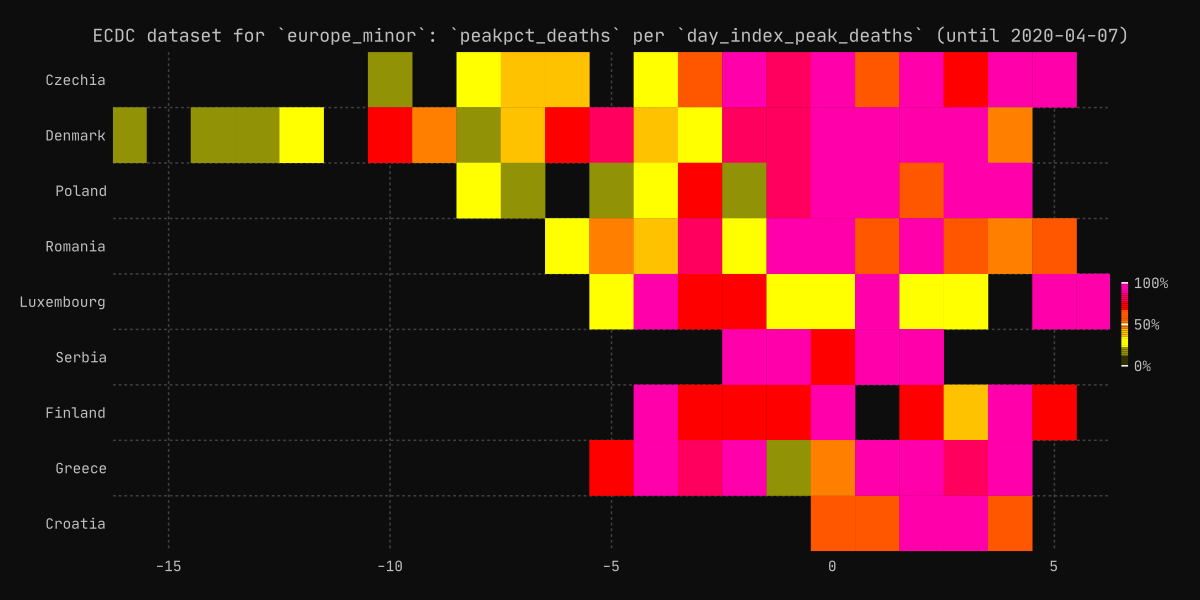 ECDC dataset for `europe_minor`: `peakpct_deaths` per `day_index_peak_deaths` (until 2020-04-07)
Czechia
Denmark
Poland
Romania
Luxembourg
Serbia
Finland
Greece
Croatia
-15 -10 -5 0 5
100%
50%
0%